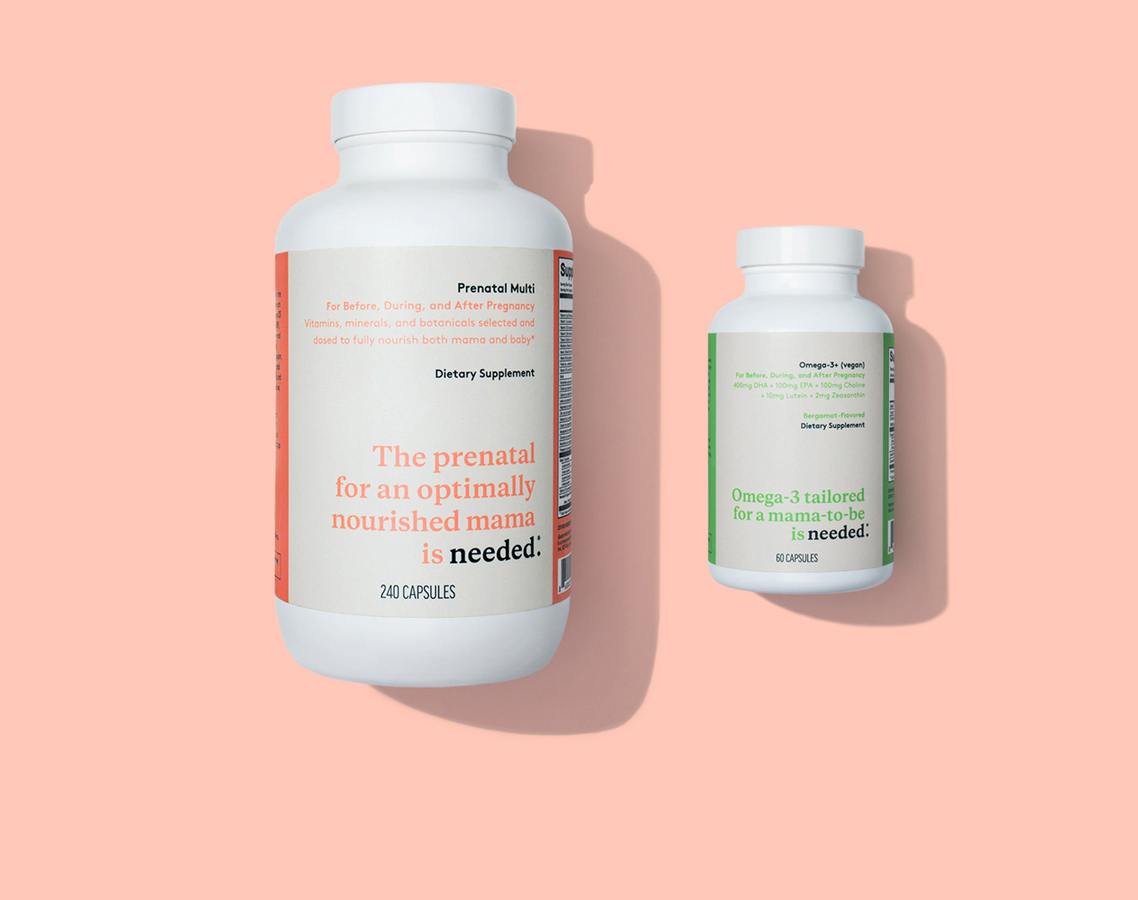 Prenatal Multi
For Before, During, and After Pregnancy
Vitamins, minerals, and botanicals selected and
dosed to fully nourish both mama and baby*
Dietary Supplement
The prenatal
for an optimally
nourished mama
is needed.*
240 CAPSULES
Supp
Omega-3+ (vegan)
For Before, During, and After Pregnancy
400mg DHA + 100mg EPA + 100mg Choline
+ 10mg Lutein + 2mg Zeaxanthin
Bergamot-flavored
Dietary Supplement
Omega-3 tailored
for a mama-to-be
is needed.*
60 CAPSULES